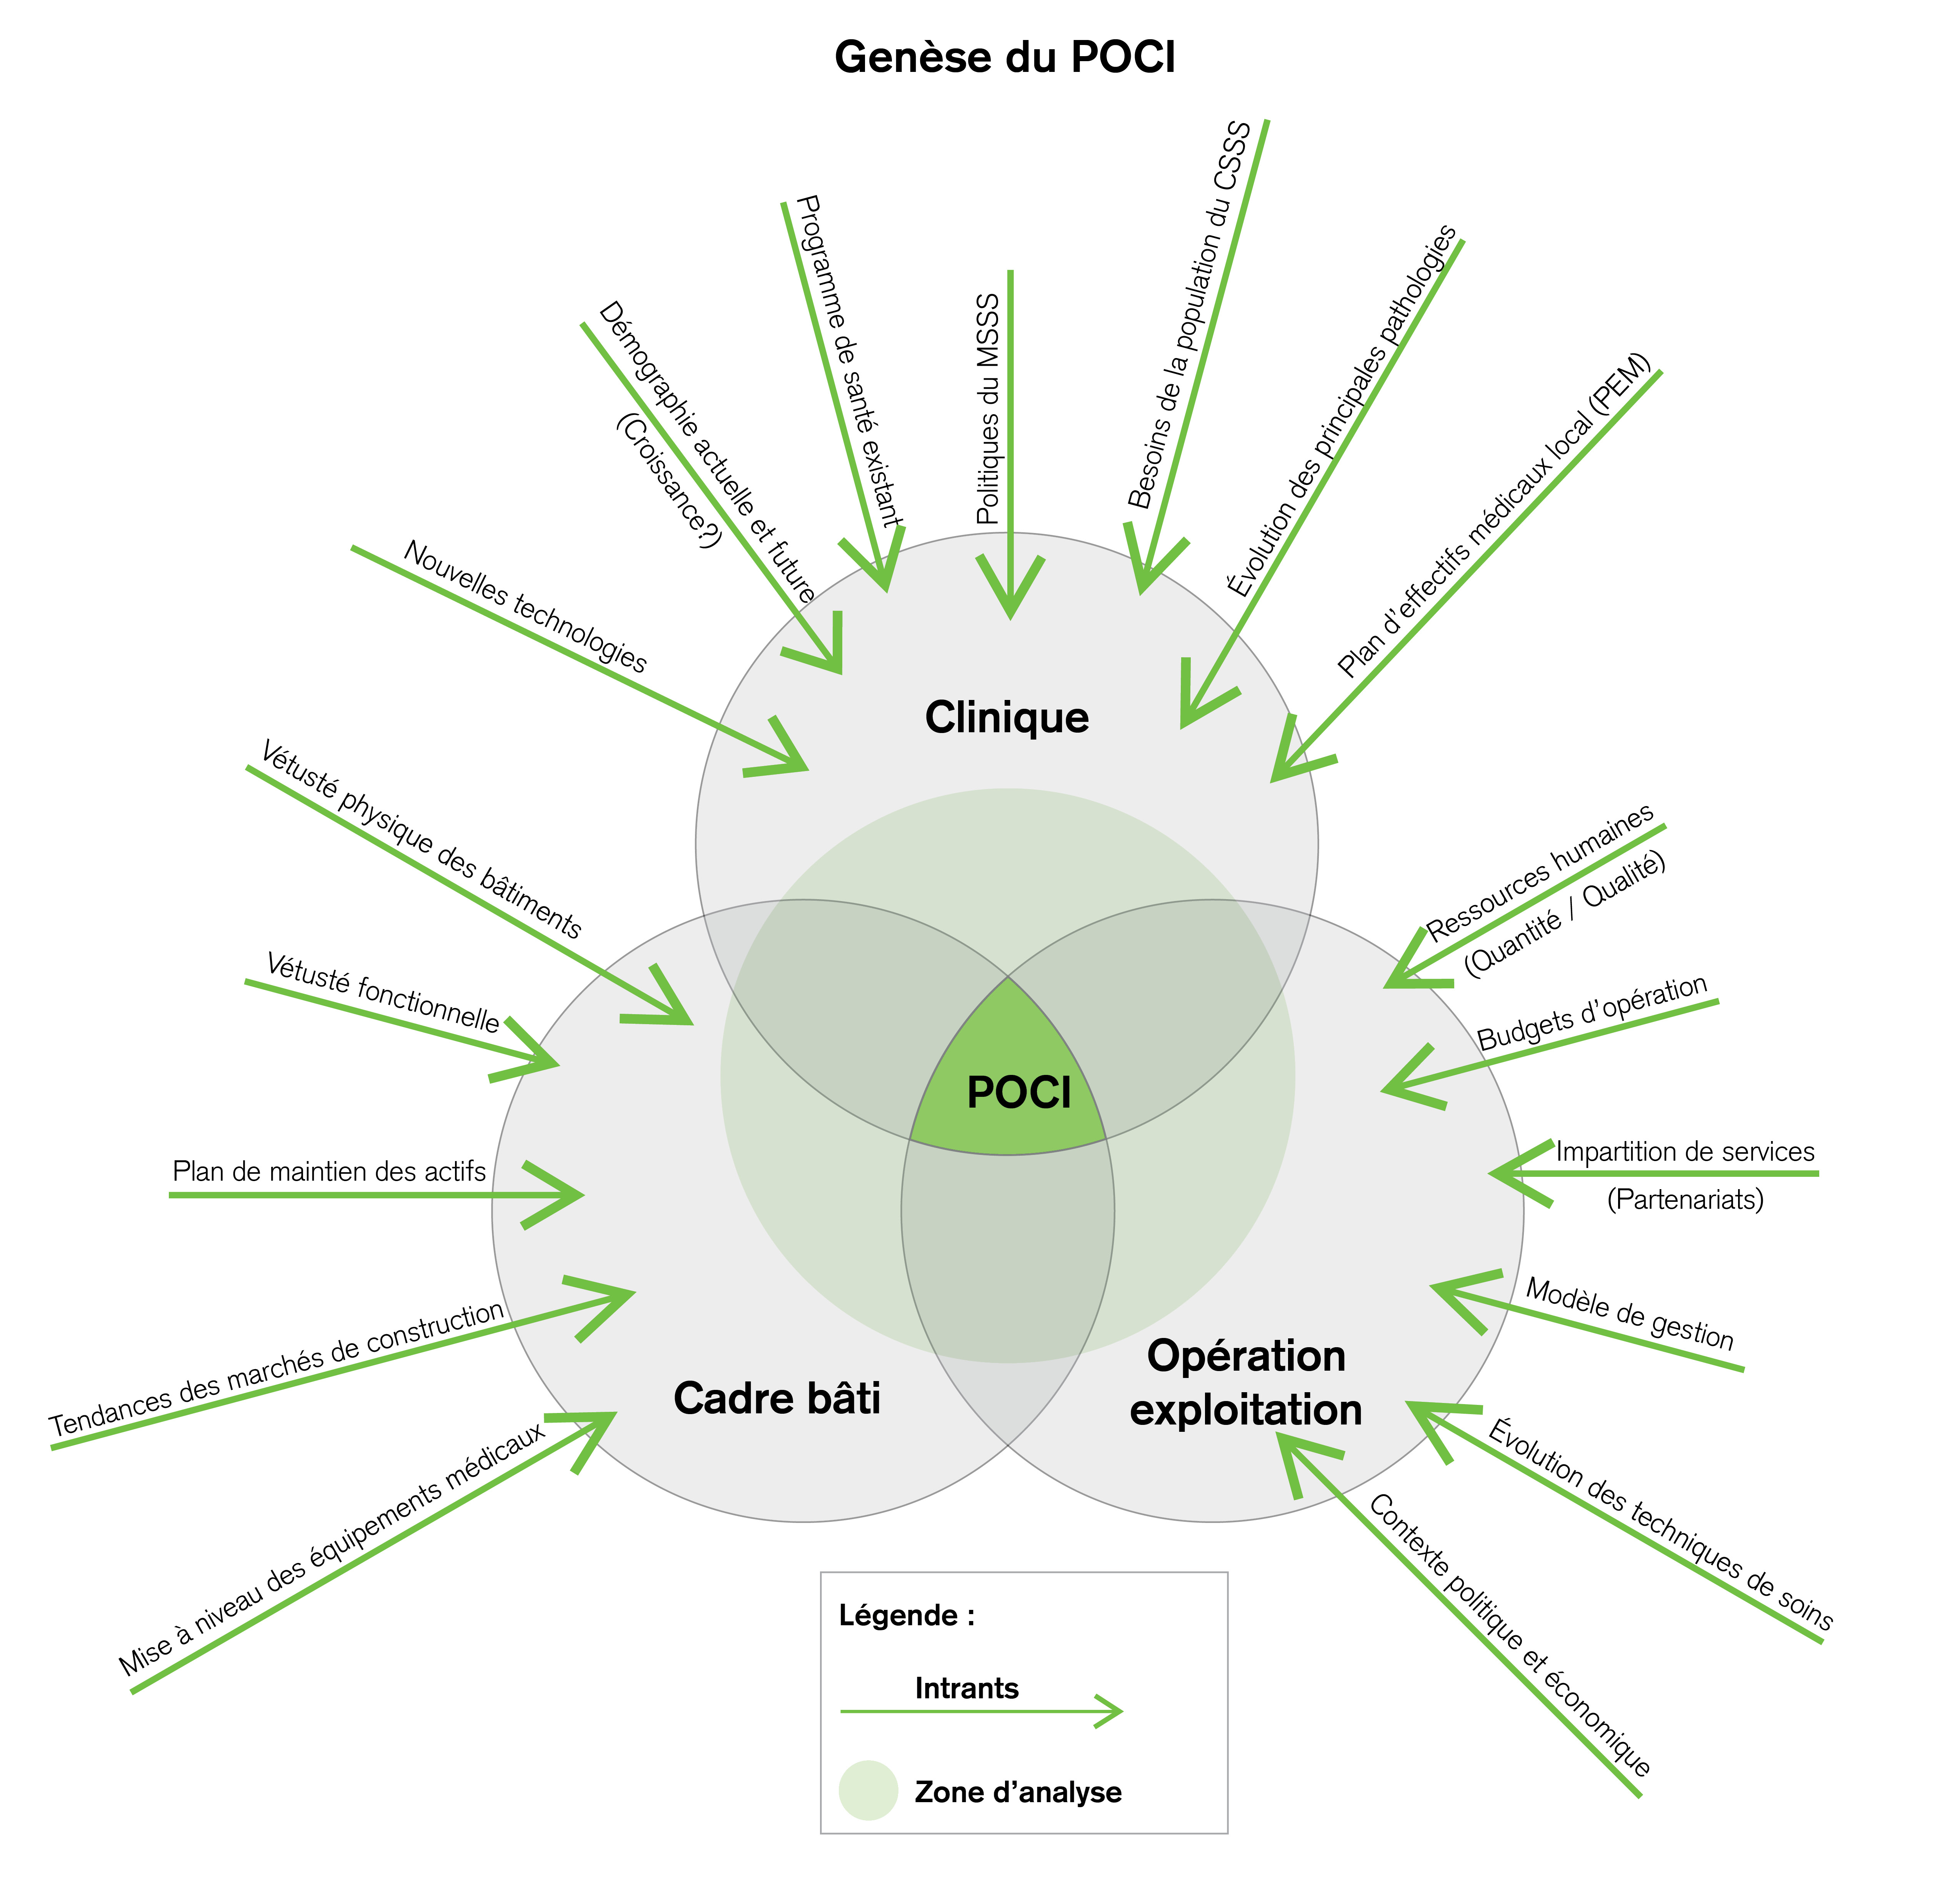 Genèse du POCI
Nouvelles technologies
Démographie actuelle et future
(Croissance?)
Programme de santé existant
Politiques du MSSS
Besoins de la population du CSSS
Évolution des principales pathologies
Plan d'effectifs médicaux local (PEM)
Clinique
Vétusté physique des bâtiments
Vétusté fonctionnelle
Plan de maintien des actifs
Tendances des marchés de construction
Mise à niveau des équipements médicaux
Cadre bâti
POCI
Ressources humaines
(Quantité / Qualité)
Budgets d'opération
Impartition de services
(Partenariats)
Modèle de gestion
Évolution des techniques de soins
Contexte politique et économique
Opération
exploitation
Légende :
Intrants
Zone d'analyse